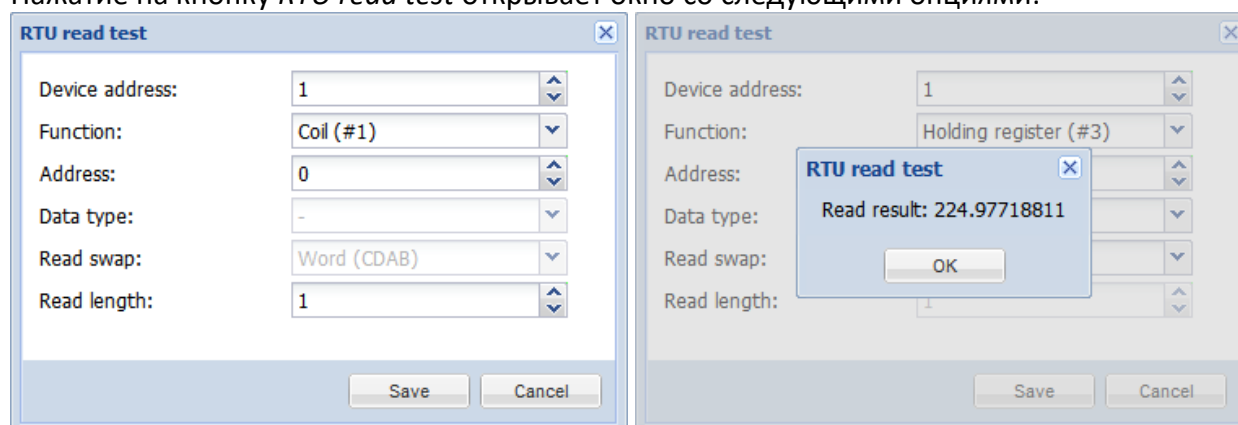 Нажатие на кнопку RTU read test открывает окно со следующими опциями:
RTU read test
Device address: 1
Function: Coil (#1)
Address: 0
Data type: -
Read swap: Word (CDAB)
Read length: 1
Save Cancel
RTU read test
Device address: 1
Function: Holding register (#3)
Address:
Data type:
Read swap:
Read length: 1
RTU read test
Read result: 224.97718811
OK
Save Cancel